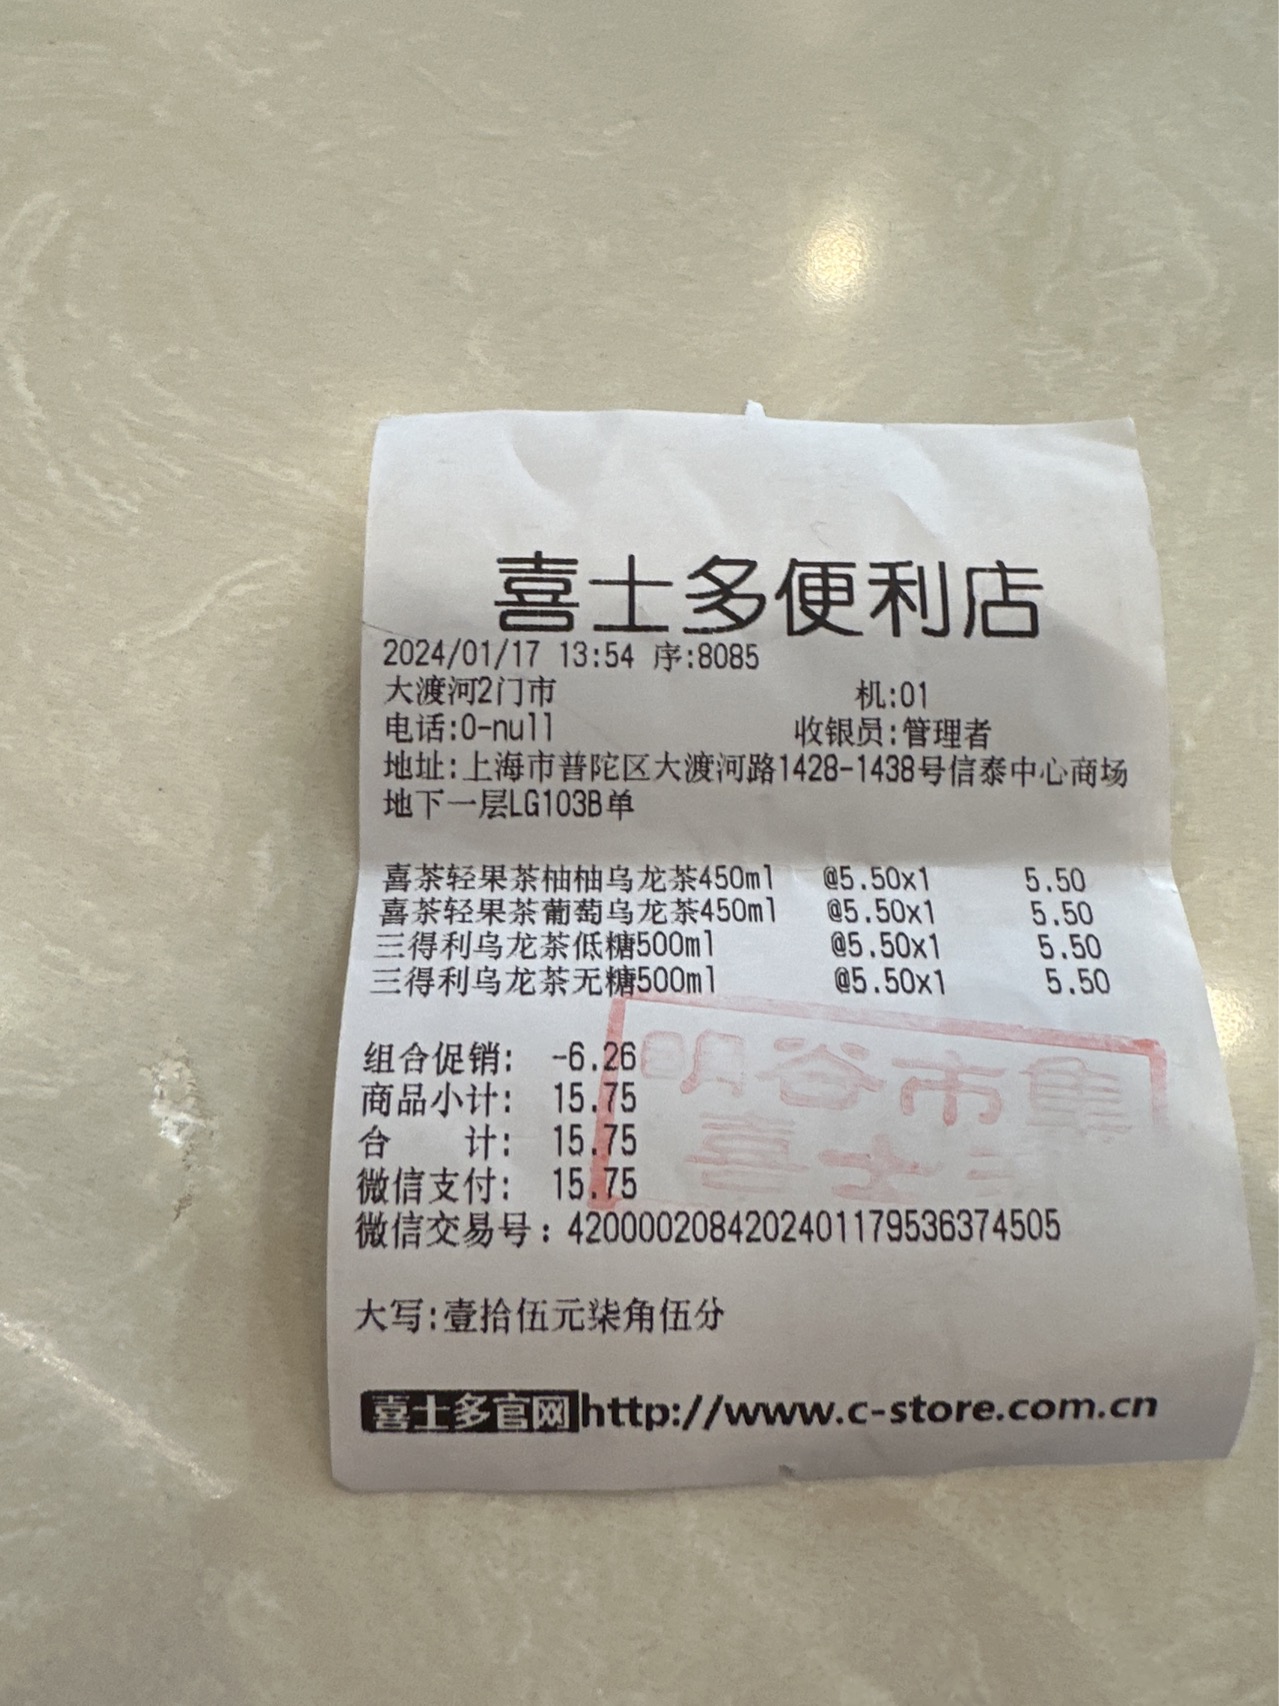 喜士多便利店
2024/01/17 13:54 序:8085
大渡河2门市 机:01
电话:0-null 收银员:管理者
地址:上海市普陀区大渡河路1428-1438号信泰中心商场
地下一层LG103B单
喜茶轻果茶柚柚乌龙茶450ml @5.50x1 5.50
喜茶轻果茶葡萄乌龙茶450ml @5.50x1 5.50
三得利乌龙茶低糖500ml @5.50x1 5.50
三得利乌龙茶无糖500ml @5.50x1 5.50
组合促销: -6.26
商品小计: 15.75
合 计: 15.75
微信支付: 15.75
微信交易号:4200002084202401179536374505
明谷市集
喜士
大写:壹拾伍元柒角伍分
喜士多官网http://www.c-store.com.cn